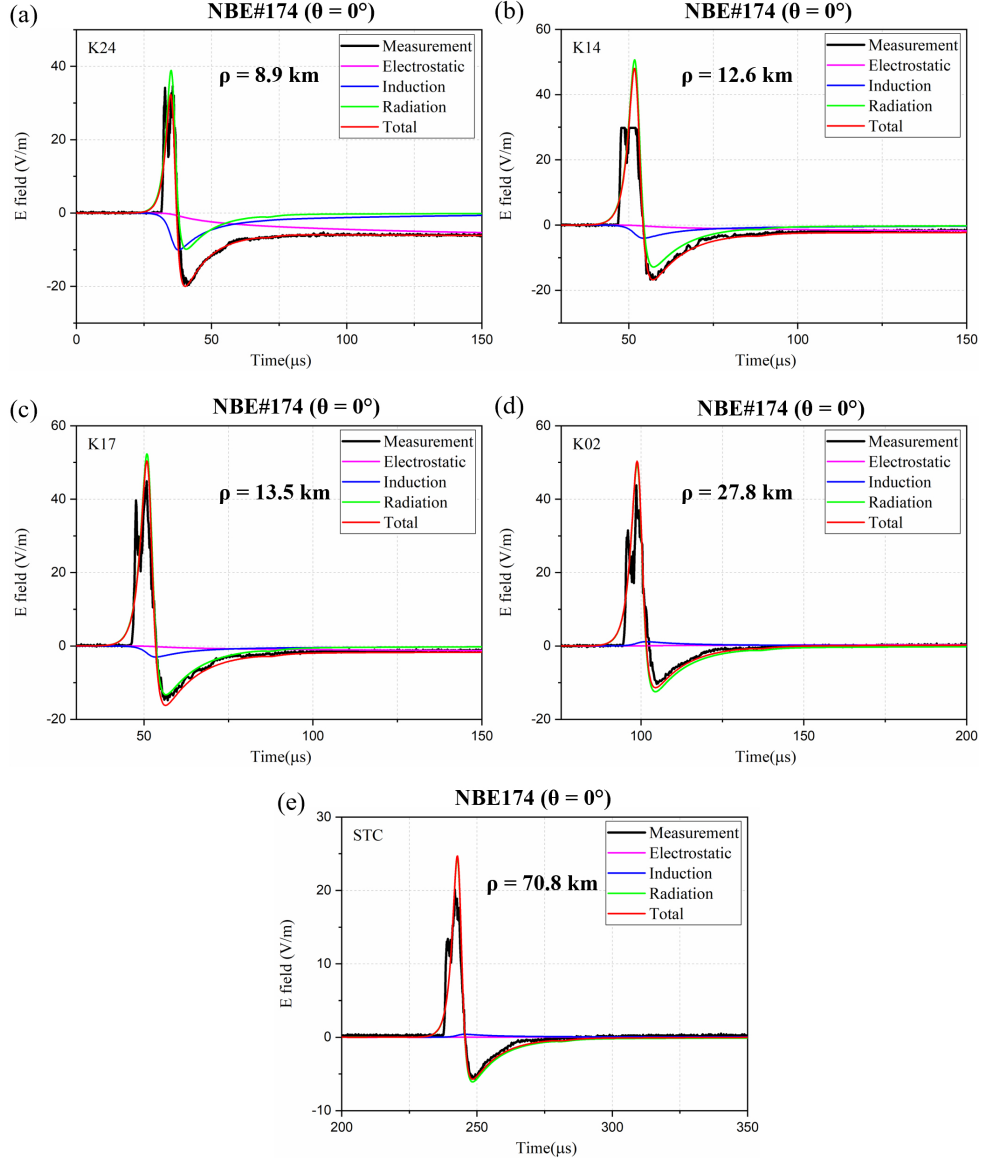 (a)
NBE#174 (θ = 0°)
K24
ρ = 8.9 km
Measurement
Electrostatic
Induction
Radiation
Total
E field (V/m)
40
20
0
-20
0
50
100
150
Time(μs)
(b)
NBE#174 (θ = 0°)
K14
ρ = 12.6 km
Measurement
Electrostatic
Induction
Radiation
Total
E field (V/m)
60
40
20
0
-20
50
75
100
125
150
Time(μs)
(c)
NBE#174 (θ = 0°)
K17
ρ = 13.5 km
Measurement
Electrostatic
Induction
Radiation
Total
E field (V/m)
60
40
20
0
-20
50
100
150
Time(μs)
(d)
NBE#174 (θ = 0°)
K02
ρ = 27.8 km
Measurement
Electrostatic
Induction
Radiation
Total
E field (V/m)
60
40
20
0
-20
100
150
200
Time(μs)
(e)
NBE174 (θ = 0°)
STC
ρ = 70.8 km
Measurement
Electrostatic
Induction
Radiation
Total
E field (V/m)
30
20
10
0
-10
200
250
300
350
Time(μs)